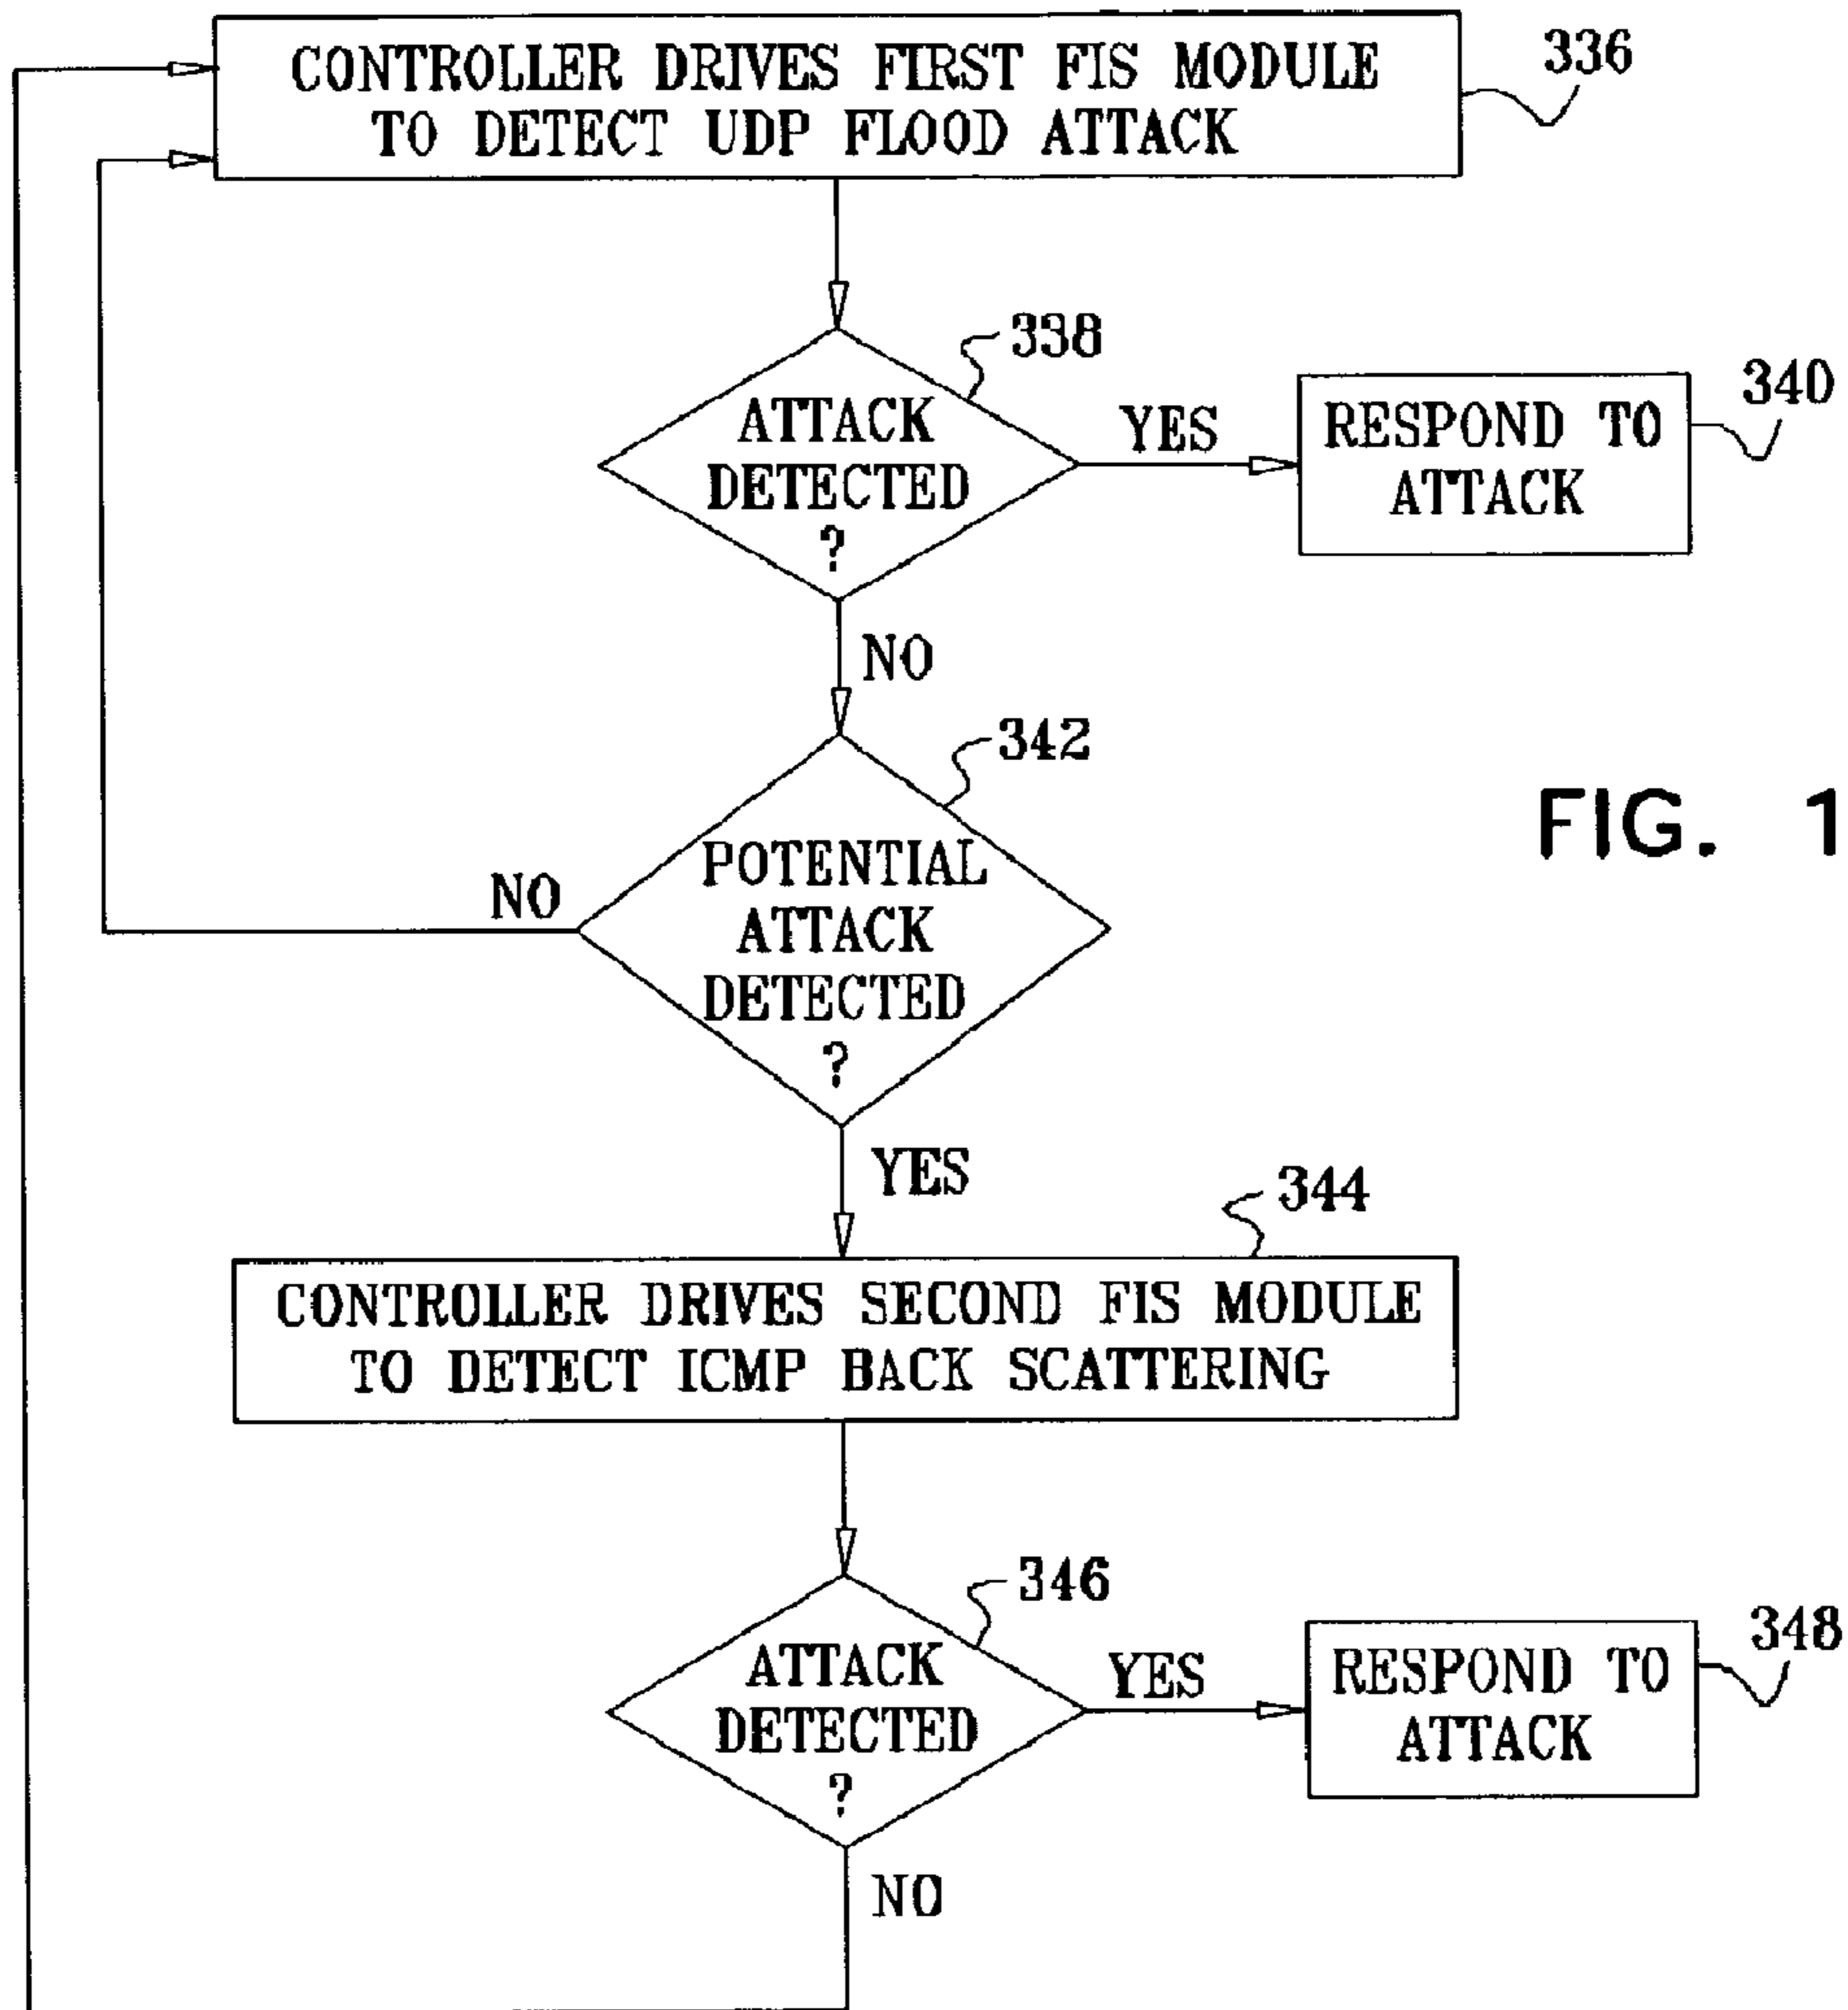 CONTROLLER DRIVES FIRST FIS MODULE
TO DETECT UDP FLOOD ATTACK
336
338
ATTACK
DETECTED
?
YES
RESPOND TO
ATTACK
340
NO
342
POTENTIAL
ATTACK
DETECTED
?
NO
FIG. 1
YES
344
CONTROLLER DRIVES SECOND FIS MODULE
TO DETECT ICMP BACK SCATTERING
346
ATTACK
DETECTED
?
YES
RESPOND TO
ATTACK
348
NO